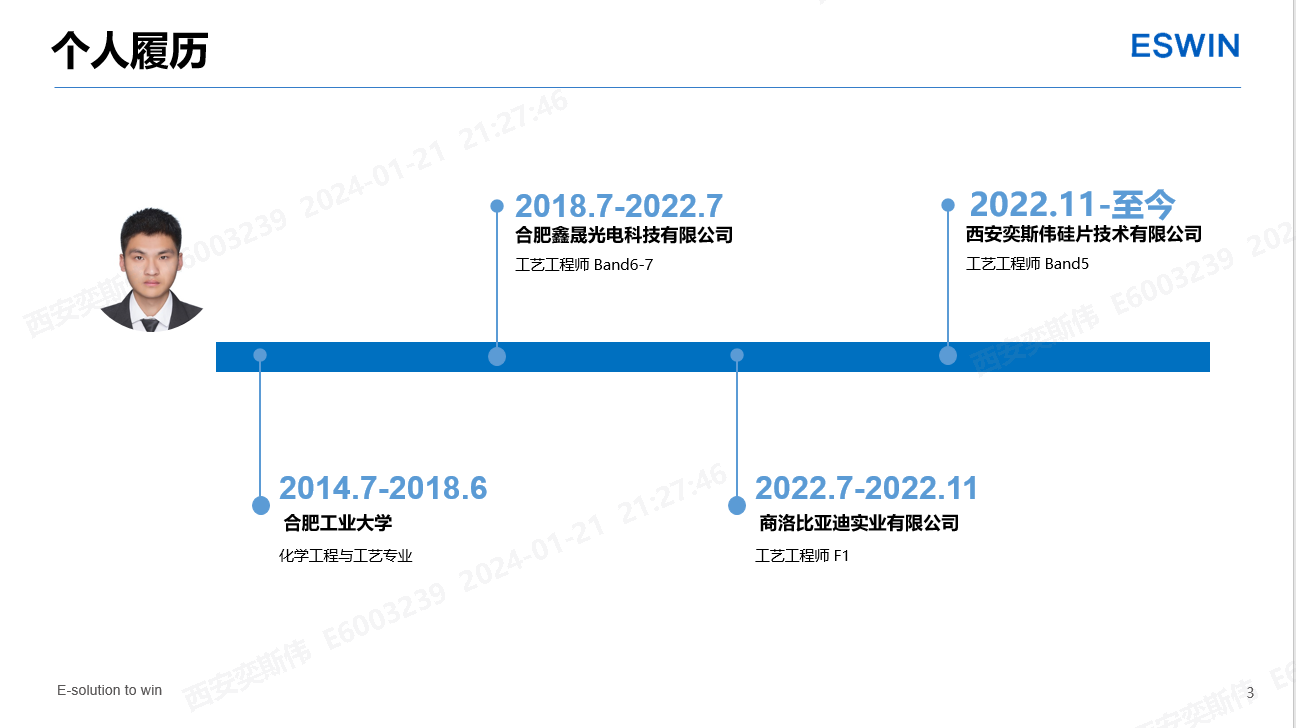 个人履历
ESWIN
2018.7-2022.7
合肥鑫晟光电科技有限公司
工艺工程师 Band6-7
2022.11-至今
西安奕斯伟硅片技术有限公司
工艺工程师 Band5
2014.7-2018.6
合肥工业大学
化学工程与工艺专业
2022.7-2022.11
商洛比亚迪实业有限公司
工艺工程师 F1
西安奕斯伟 E6003239 2024-01-21 21:27:46
西安奕斯伟 E6003239 202
西安奕斯伟 E6003239 2024-01-21 21:27:46
西安奕斯伟 E6
E-solution to win
3